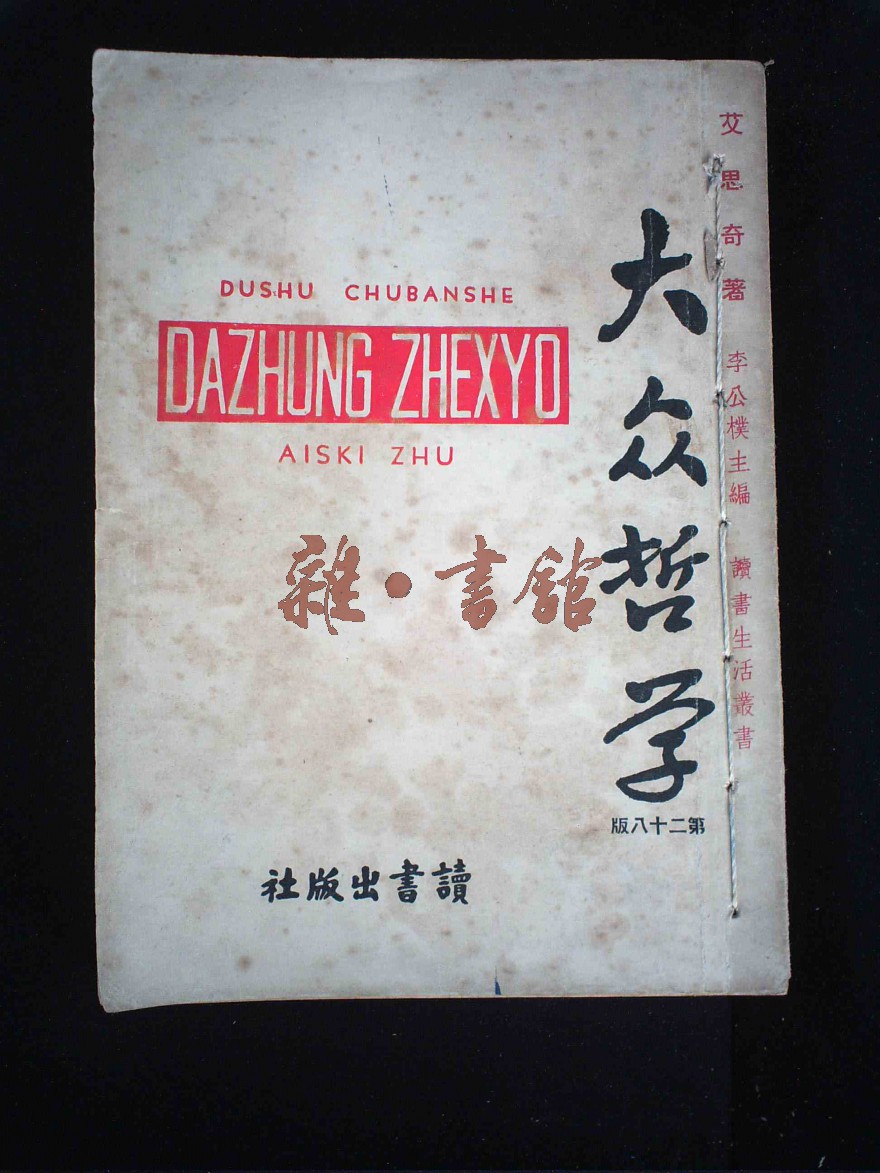 艾思奇著 李公樸主編 讀書生活叢書
大众哲学
第二十八版
DUSHU CHUBANSHE
DAZHUNG ZHEXYO
AISKI ZHU
雜·書館
讀書出版社